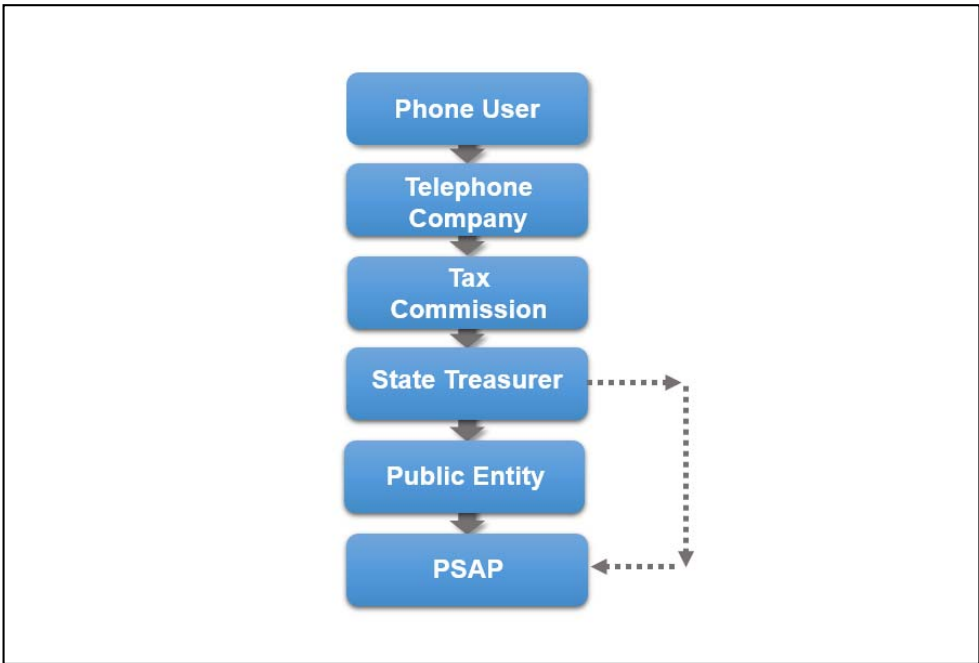 Phone User
Telephone
Company
Tax
Commission
State Treasurer
Public Entity
PSAP